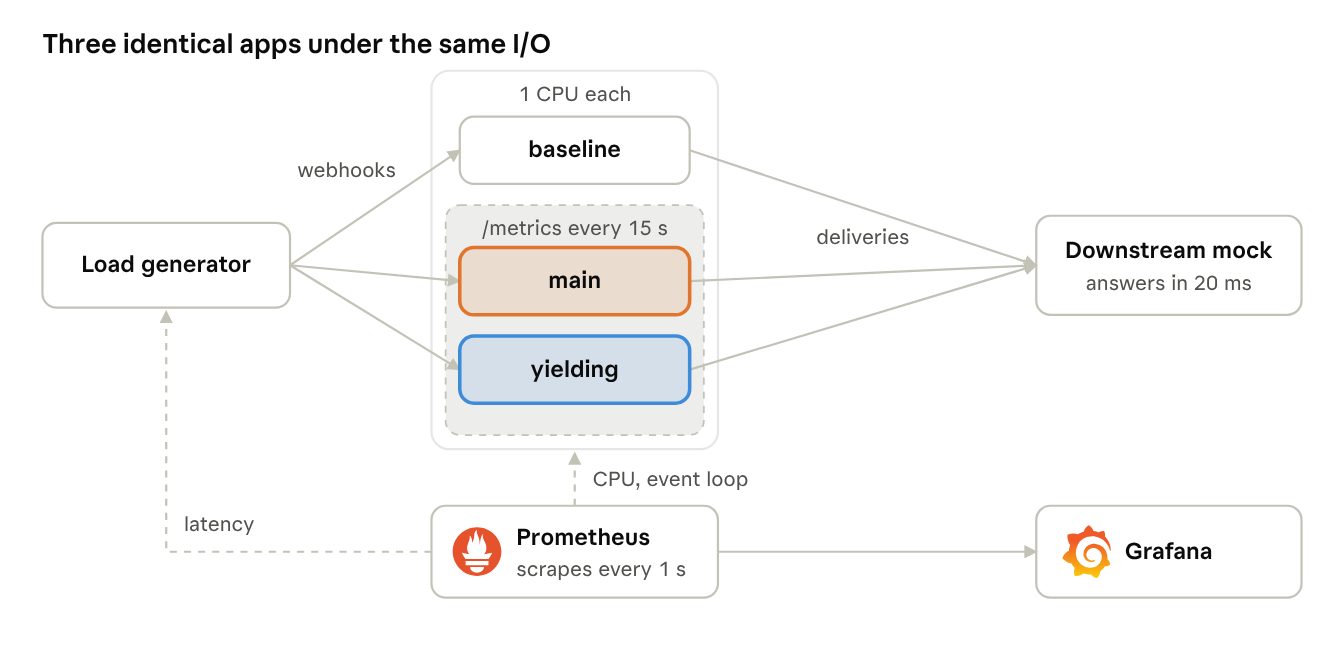 Three identical apps under the same I/O
1 CPU each
baseline
webhooks
/metrics every 15 s
deliveries
Load generator
main
Downstream mock
answers in 20 ms
yielding
CPU, event loop
latency
Prometheus
scrapes every 1 s
Grafana